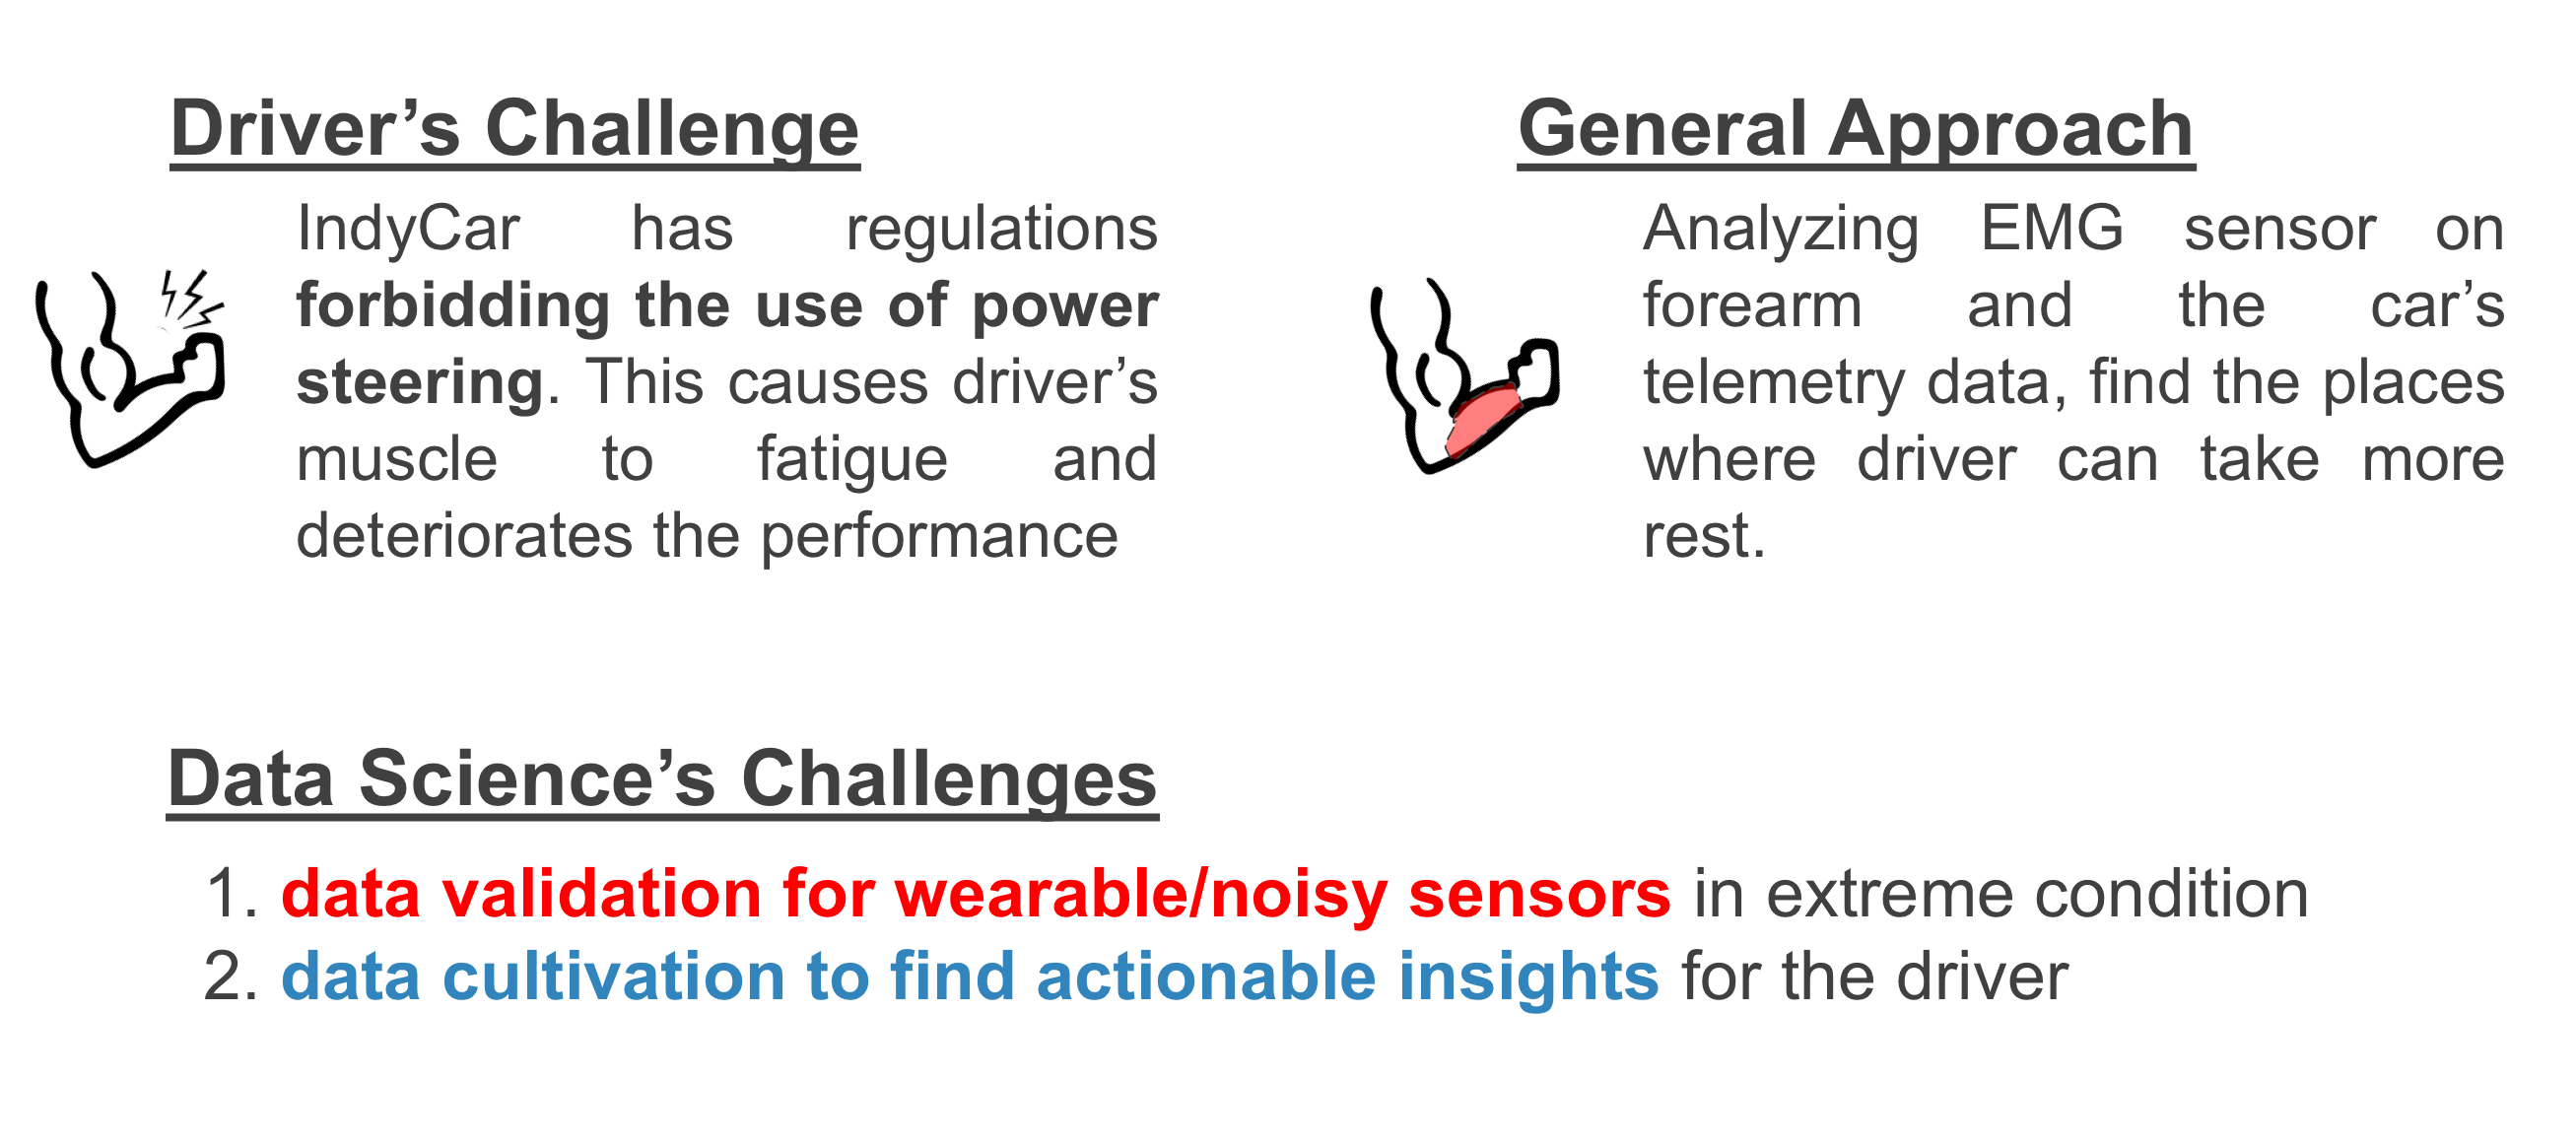 Driver’s Challenge
IndyCar has regulations
forbidding the use of power
steering. This causes driver’s
muscle to fatigue and
deteriorates the performance
General Approach
Analyzing EMG sensor on
forearm and the car’s
telemetry data, find the places
where driver can take more
rest.
Data Science’s Challenges
1. data validation for wearable/noisy sensors in extreme condition
2. data cultivation to find actionable insights for the driver